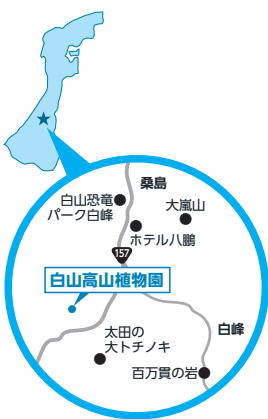 桑島
白山恐竜
パーク白峰
大嵐山
ホテル八鵬
157
白山高山植物園
太田の
大トチノキ
白峰
百万貫の岩